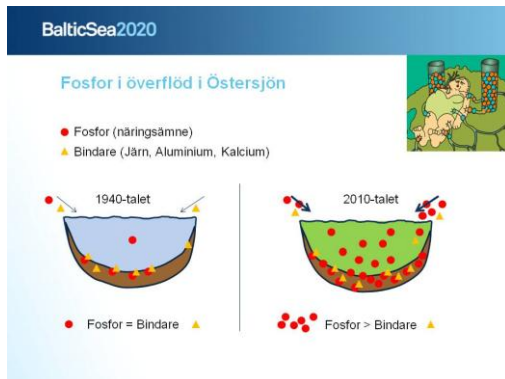 BalticSea2020
Fosfor i överflöd i Östersjön
Fosfor (näringsämne)
Bindare (Järn, Aluminium, Kalcium)
1940-talet
2010-talet
Fosfor = Bindare
Fosfor > Bindare